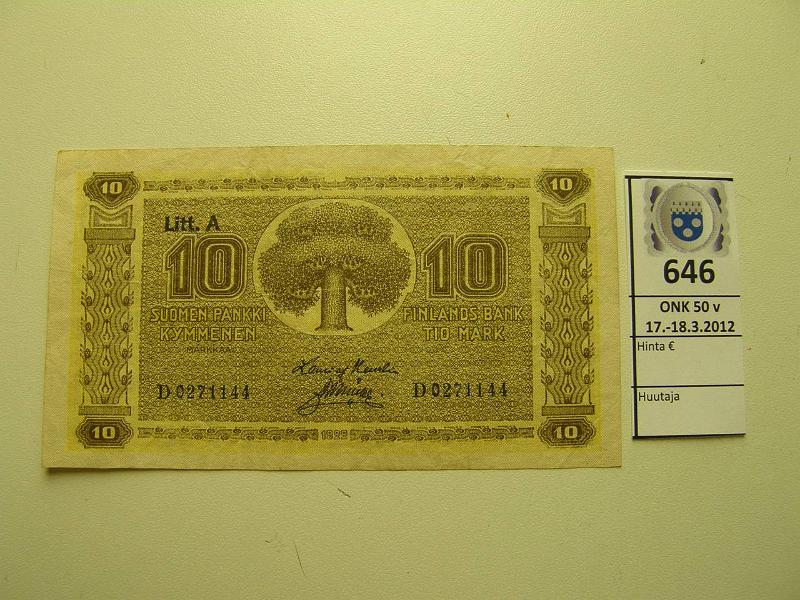 10 10
Litt. A
10 10
SUOMEN PANKKI FINLANDS BANK
KYMMENEN TIO MARK
MARKKAA
D0271144 D0271144
10 10
646
ONK 50 v
17.-18.3.2012
Hinta €
Huutaja